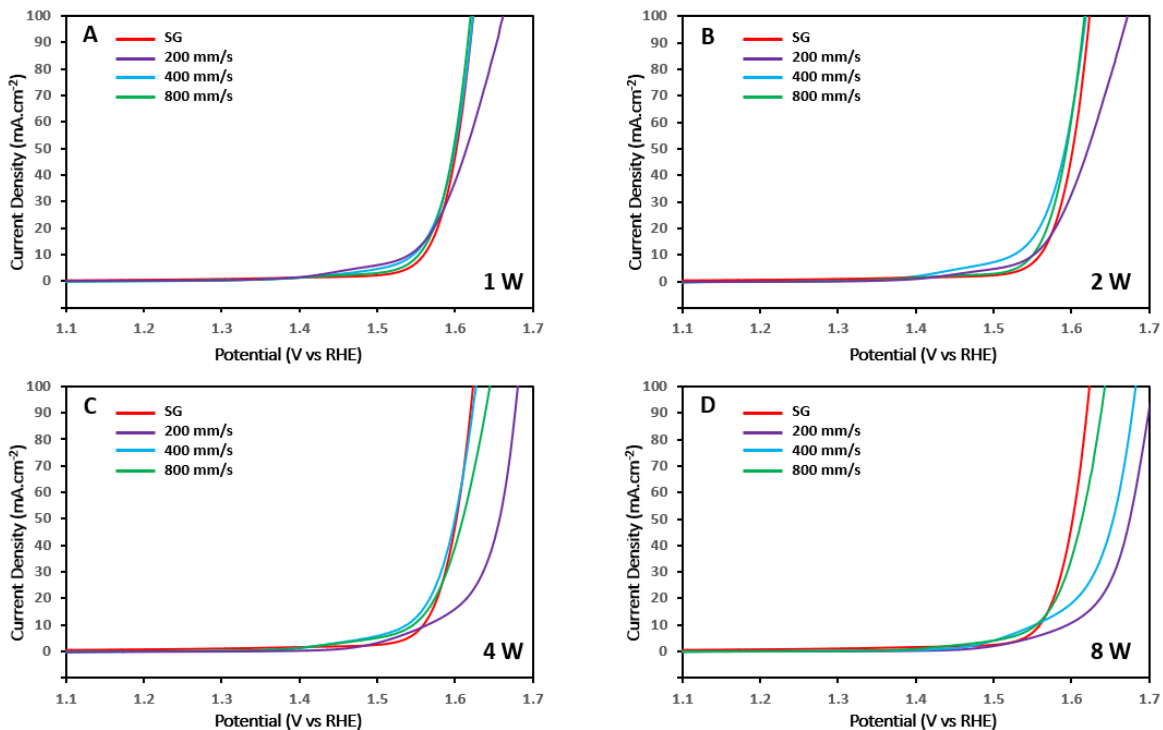 A
SG
200 mm/s
400 mm/s
800 mm/s
100
90
80
70
60
50
40
30
20
10
0
Current Density (mA.cm-2)
1 W
1.1 1.2 1.3 1.4 1.5 1.6 1.7
Potential (V vs RHE)
B
SG
200 mm/s
400 mm/s
800 mm/s
100
90
80
70
60
50
40
30
20
10
0
Current Density (mA.cm-2)
2 W
1.1 1.2 1.3 1.4 1.5 1.6 1.7
Potential (V vs RHE)
C
SG
200 mm/s
400 mm/s
800 mm/s
100
90
80
70
60
50
40
30
20
10
0
Current Density (mA.cm-2)
4 W
1.1 1.2 1.3 1.4 1.5 1.6 1.7
Potential (V vs RHE)
D
SG
200 mm/s
400 mm/s
800 mm/s
100
90
80
70
60
50
40
30
20
10
0
Current Density (mA.cm-2)
8 W
1.1 1.2 1.3 1.4 1.5 1.6 1.7
Potential (V vs RHE)